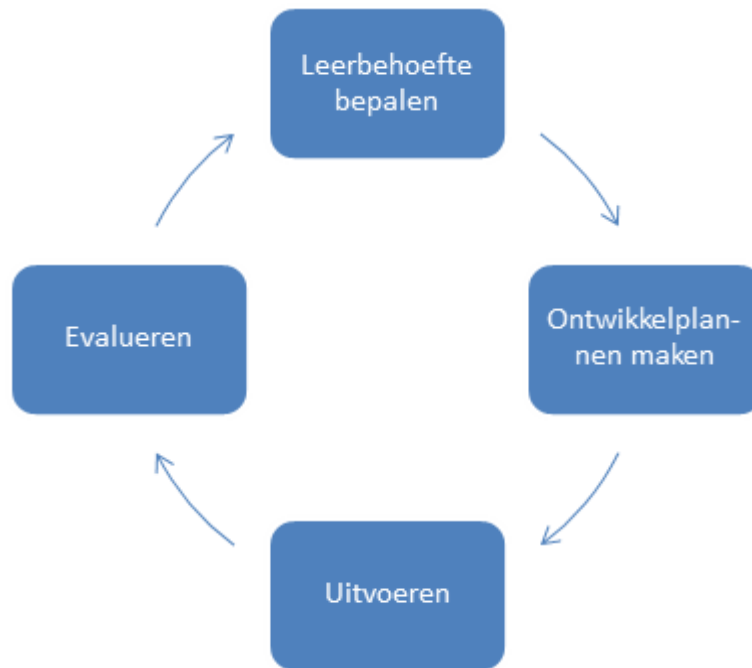 Leerbehoefte
bepalen
Ontwikkelplan-
nen maken
Uitvoeren
Evalueren